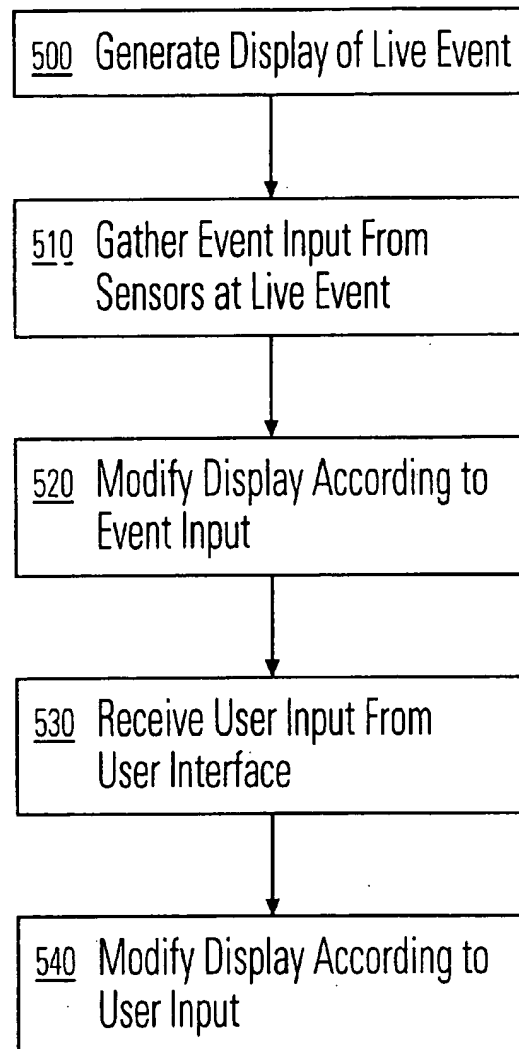 500 Generate Display of Live Event
510 Gather Event Input From
Sensors at Live Event
520 Modify Display According to
Event Input
530 Receive User Input From
User Interface
540 Modify Display According to
User Input